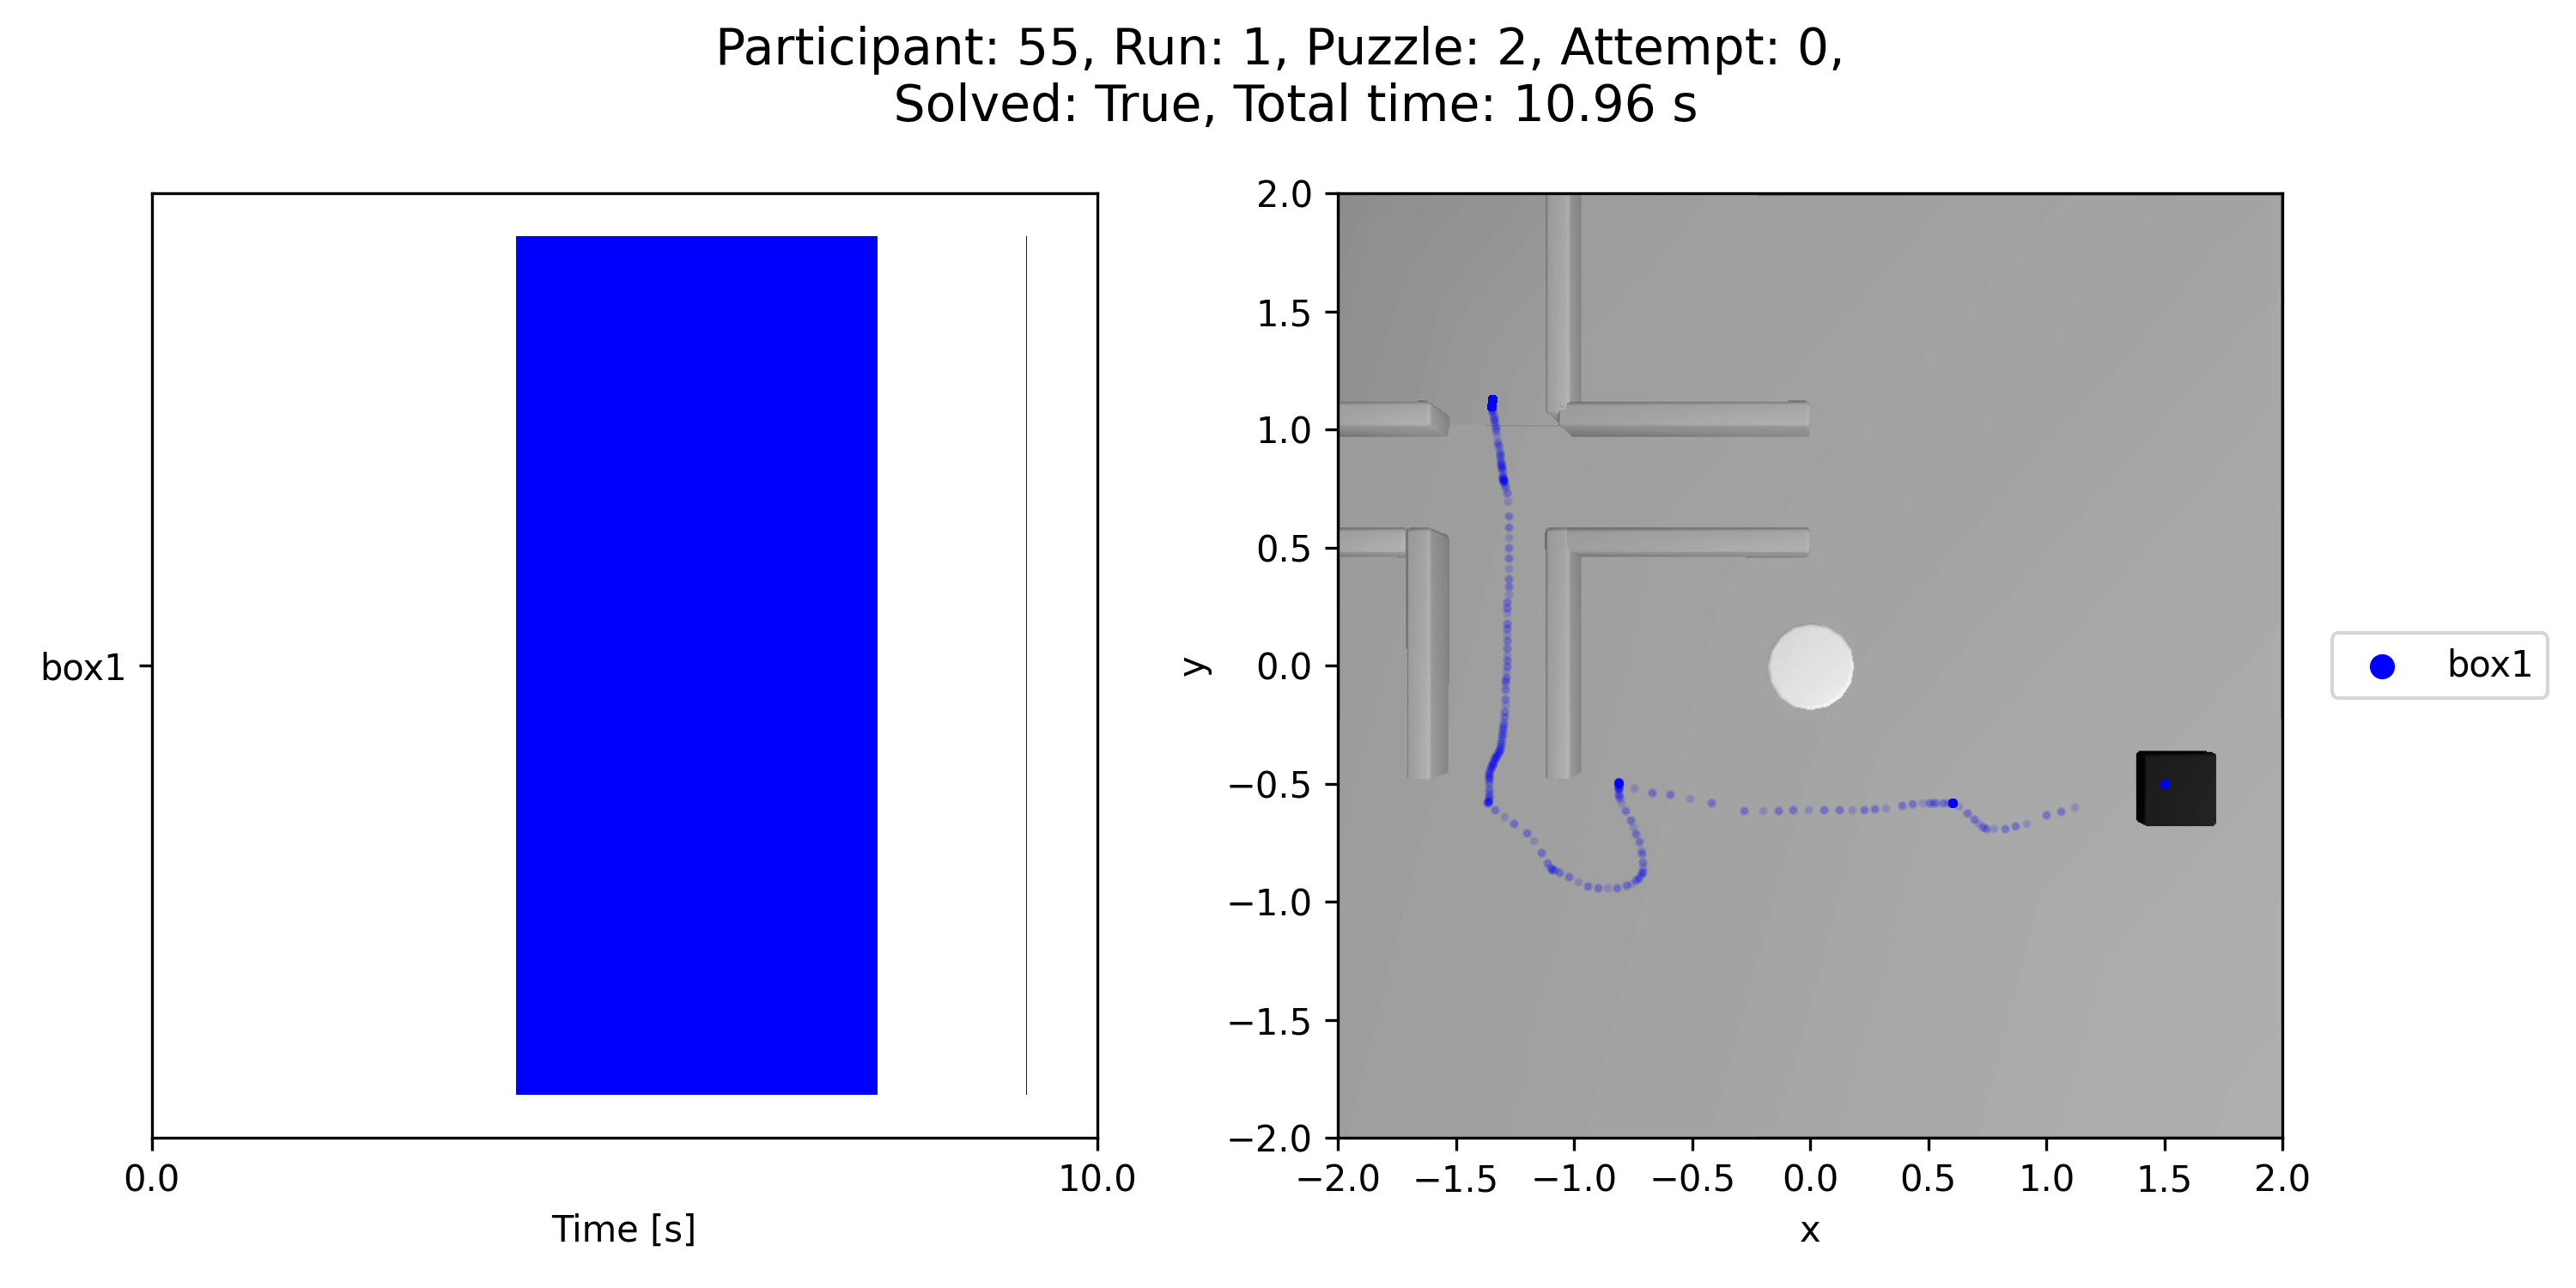 Participant: 55, Run: 1, Puzzle: 2, Attempt: 0,
Solved: True, Total time: 10.96 s
box1
0.0
10.0
Time [s]
2.0
1.5
1.0
0.5
0.0
−0.5
−1.0
−1.5
−2.0
y
−2.0 −1.5 −1.0 −0.5 0.0 0.5 1.0 1.5 2.0
x
box1